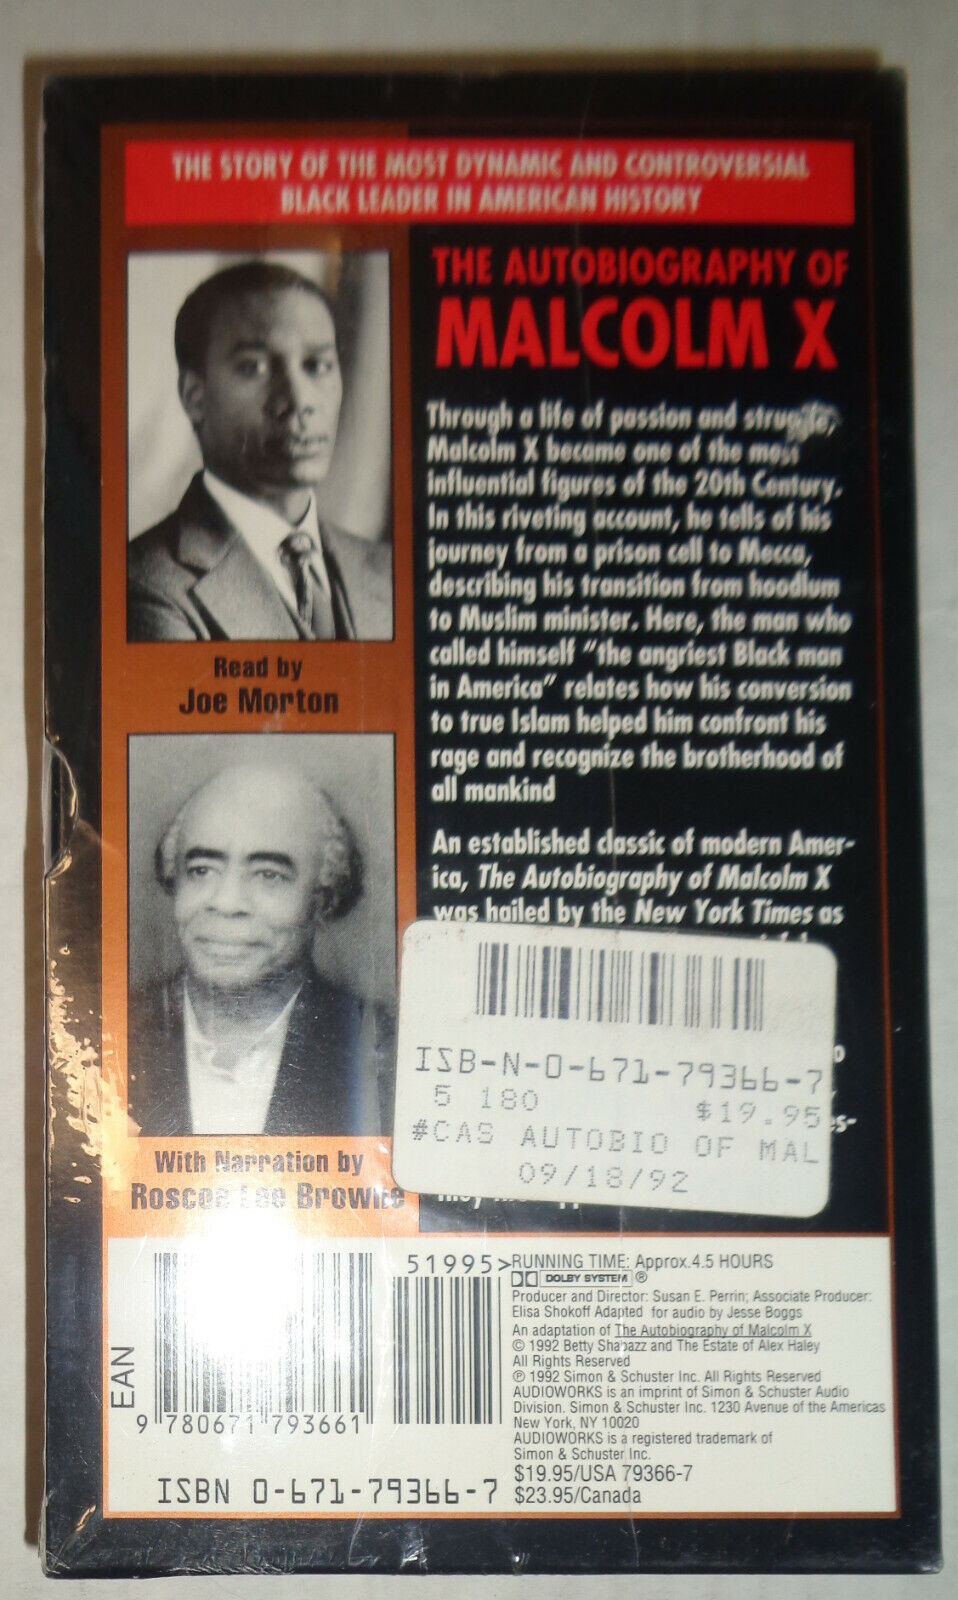 THE STORY OF THE MOST DYNAMIC AND CONTROVERSIAL
BLACK LEADER IN AMERICAN HISTORY
THE AUTOBIOGRAPHY OF
MALCOLM X
Through a life of passion and struggle,
Malcolm X became one of the most
influential figures of the 20th Century.
In this riveting account, he tells of his
journey from a prison cell to Mecca,
describing his transition from hoodlum
to Muslim minister. Here, the man who
called himself "the angriest Black man
in America" relates how his conversion
to true Islam helped him confront his
rage and recognize the brotherhood of
all mankind
An established classic of modern Amer-
ica, The Autobiography of Malcolm X
was hailed by the New York Times as
Read by
Joe Morton
With Narration by
Roscoe Lee Browne
ISB-N-0-671-79366-7
5 180 $19.95
#CAS AUTOBIO OF MAL
09/18/92
51995>
EAN
9 780671 793661
ISBN 0-671-79366-7
RUNNING TIME: Approx.4.5 HOURS
DOLBY SYSTEM ®
Producer and Director: Susan E. Perrin; Associate Producer:
Elisa Shokoff Adapted for audio by Jesse Boggs
An adaptation of The Autobiography of Malcolm X
© 1992 Betty Shabazz and The Estate of Alex Haley
All Rights Reserved
℗ 1992 Simon & Schuster Inc. All Rights Reserved
AUDIOWORKS is an imprint of Simon & Schuster Audio
Division. Simon & Schuster Inc. 1230 Avenue of the Americas
New York, NY 10020
AUDIOWORKS is a registered trademark of
Simon & Schuster Inc.
$19.95/USA 79366-7
$23.95/Canada